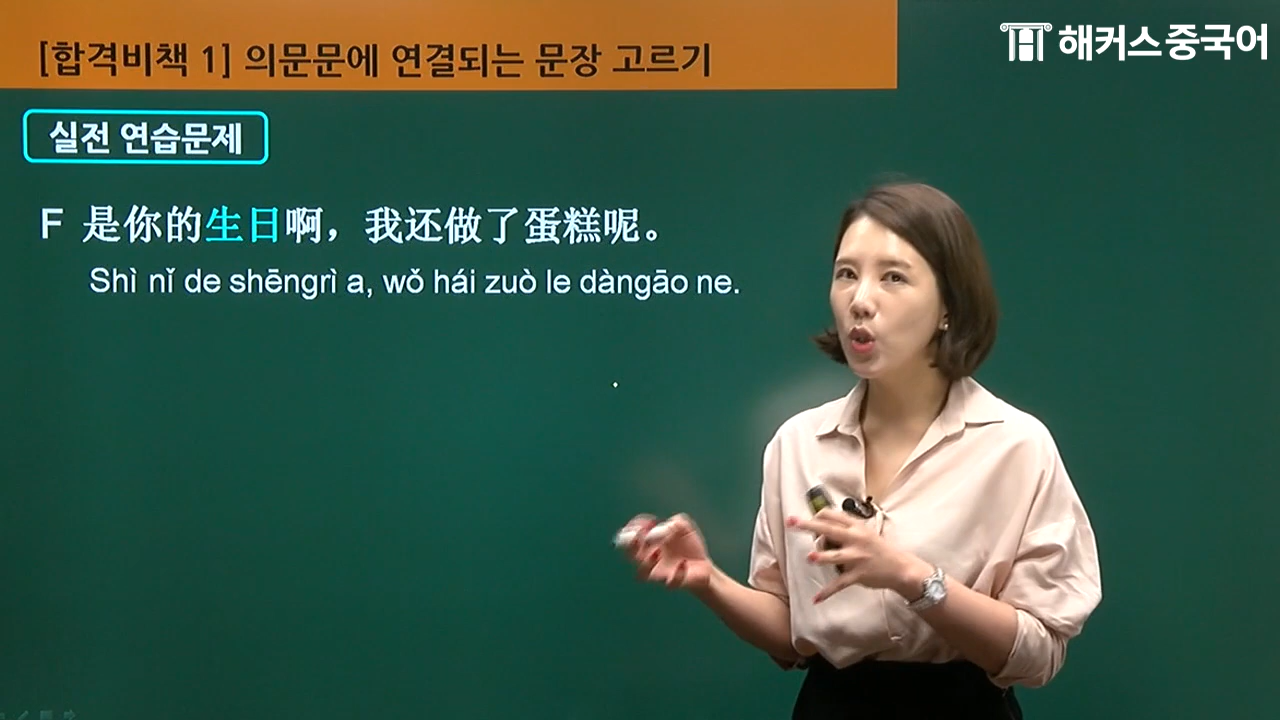 [합격비책 1] 의문문에 연결되는 문장 고르기
해커스중국어
실전 연습문제
F 是你的生日啊，我还做了蛋糕呢。
Shì nǐ de shēngrì a, wǒ hái zuò le dàngāo ne.